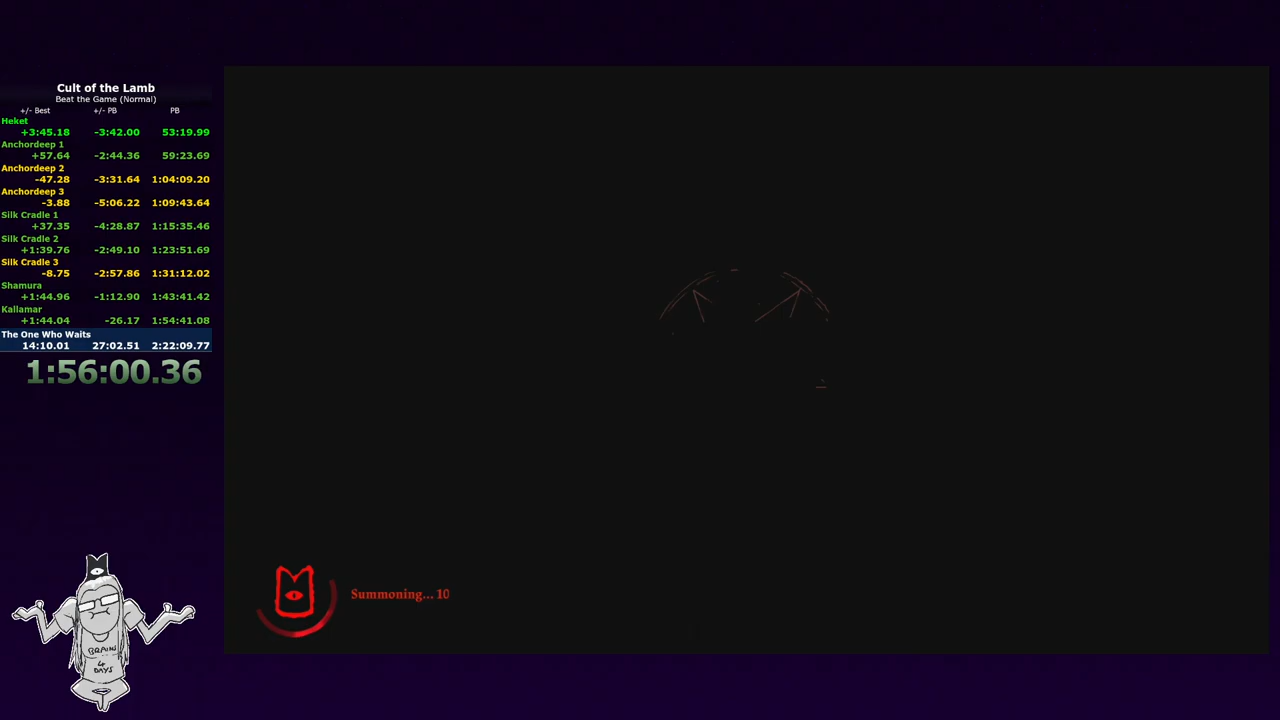 Cult of the Lamb
Beat the Game (Normal)
+/- Best +/- PB PB
Heket
+3:45.18 -3:42.00 53:19.99
Anchordeep 1
+57.64 -2:44.36 59:23.69
Anchordeep 2
-47.28 -3:31.64 1:04:09.20
Anchordeep 3
-3.88 -5:06.22 1:09:43.64
Silk Cradle 1
+37.35 -4:28.87 1:15:35.46
Silk Cradle 2
+1:39.76 -2:49.10 1:23:51.69
Silk Cradle 3
-8.75 -2:57.86 1:31:12.02
Shamura
+1:44.96 -1:12.90 1:43:41.42
Kallamar
+1:44.04 -26.17 1:54:41.08
The One Who Waits
14:10.01 27:02.51 2:22:09.77
1:56:00.36
BRAINS
4
DAYS
Summoning... 10